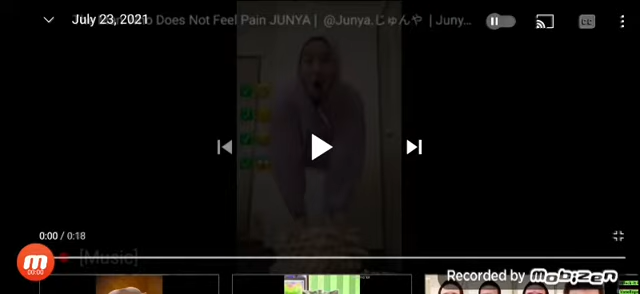 July 23, 2021
Does Not Feel Pain JUNYA | @Junya.じゅんや | Juny...
CC
0:00 / 0:18
[Music]
m
00:00
Recorded by mobizen